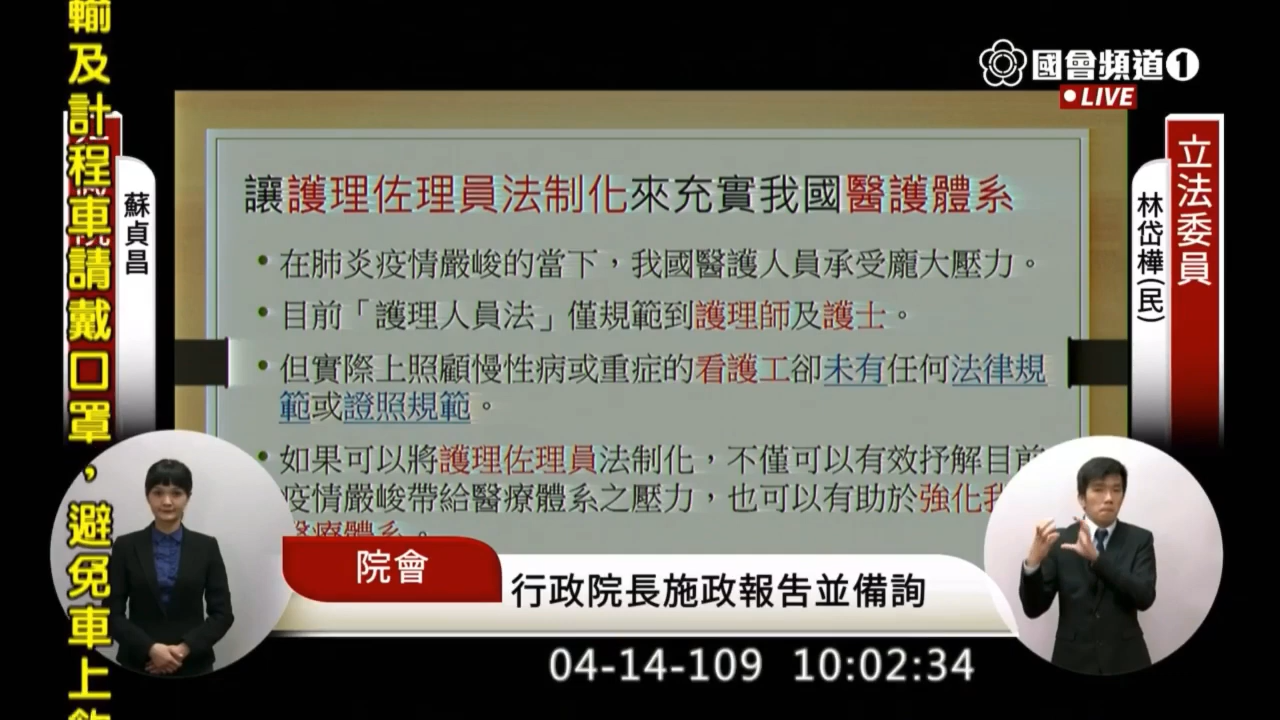 國會頻道1
LIVE
輸及計程車請戴口罩，避免車上
蘇貞昌
立法委員
林岱樺(民)
讓護理佐理員法制化來充實我國醫護體系
• 在肺炎疫情嚴峻的當下，我國醫護人員承受龐大壓力。
• 目前「護理人員法」僅規範到護理師及護士。
• 但實際上照顧慢性病或重症的看護工卻未有任何法律規
範或證照規範。
• 如果可以將護理佐理員法制化，不僅可以有效抒解目前
疫情嚴峻帶給醫療體系之壓力，也可以有助於強化我
醫療體系。
院會
行政院長施政報告並備詢
04-14-109 10:02:34